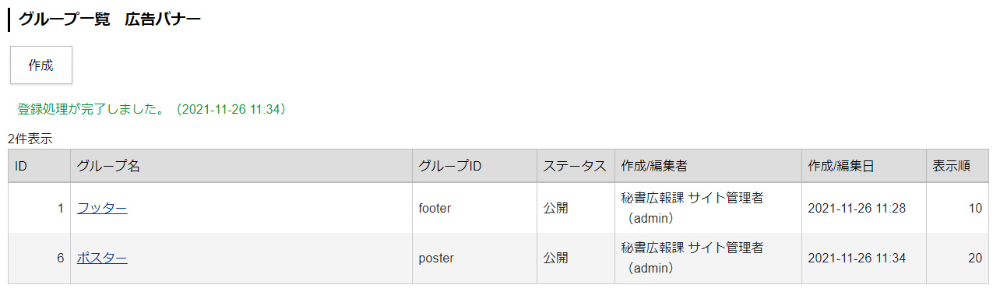 グループ一覧　広告バナー
作成
登録処理が完了しました。（2021-11-26 11:34）
2件表示
ID グループ名 グループID ステータス 作成/編集者 作成/編集日 表示順
1 フッター footer 公開 秘書広報課 サイト管理者 2021-11-26 11:28 10
（admin）
6 ポスター poster 公開 秘書広報課 サイト管理者 2021-11-26 11:34 20
（admin）